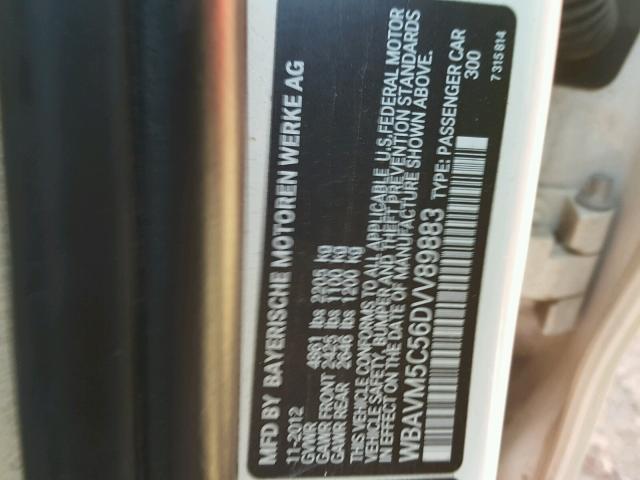 MFD BY BAYERISCHE MOTOREN WERKE AG
11-2012
GVWR 4861 lbs 2205 kg
GAWR FRONT 2425 lbs 1100 kg
GAWR REAR 2646 lbs 1200 kg
THIS VEHICLE CONFORMS TO ALL APPLICABLE U.S.FEDERAL MOTOR
VEHICLE SAFETY, BUMPER AND THEFT PREVENTION STANDARDS
IN EFFECT ON THE DATE OF MANUFACTURE SHOWN ABOVE.
WBAVM5C56DVV89883 TYPE: PASSENGER CAR
300
7 315 814